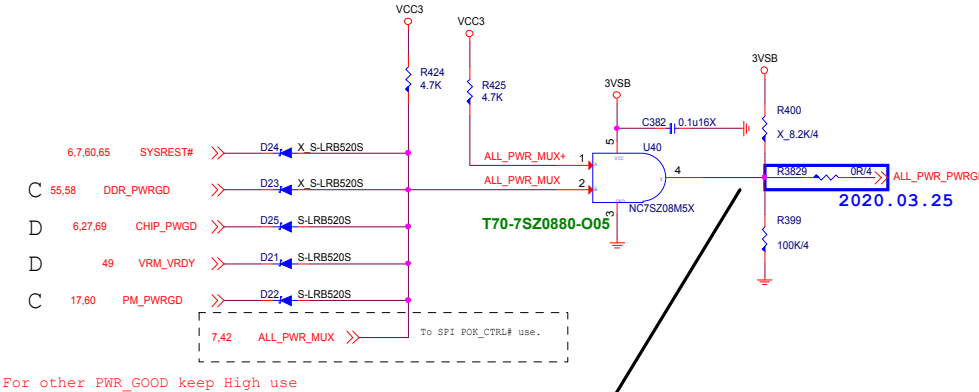 VCC3
VCC3
R424
4.7K
R425
4.7K
3VSB
3VSB
C382 0.1u16X
R400
X_8.2K/4
U40
5
VCC
6,7,60,65 SYSREST# D24 X_S-LRB520S
ALL_PWR_MUX+ 1 A
ALL_PWR_MUX 2
4
R3829 0R/4 ALL_PWR_PWRG
2020.03.25
C 55,58 DDR_PWRGD D23 X_S-LRB520S
NC7SZ08M5X
3
T70-7SZ0880-O05
R399
100K/4
D 6,27,69 CHIP_PWGD D25 S-LRB520S
D 49 VRM_VRDY D21 S-LRB520S
C 17,60 PM_PWRGD D22 S-LRB520S
7,42 ALL_PWR_MUX To SPI POK_CTRL# use.
For other PWR_GOOD keep High use